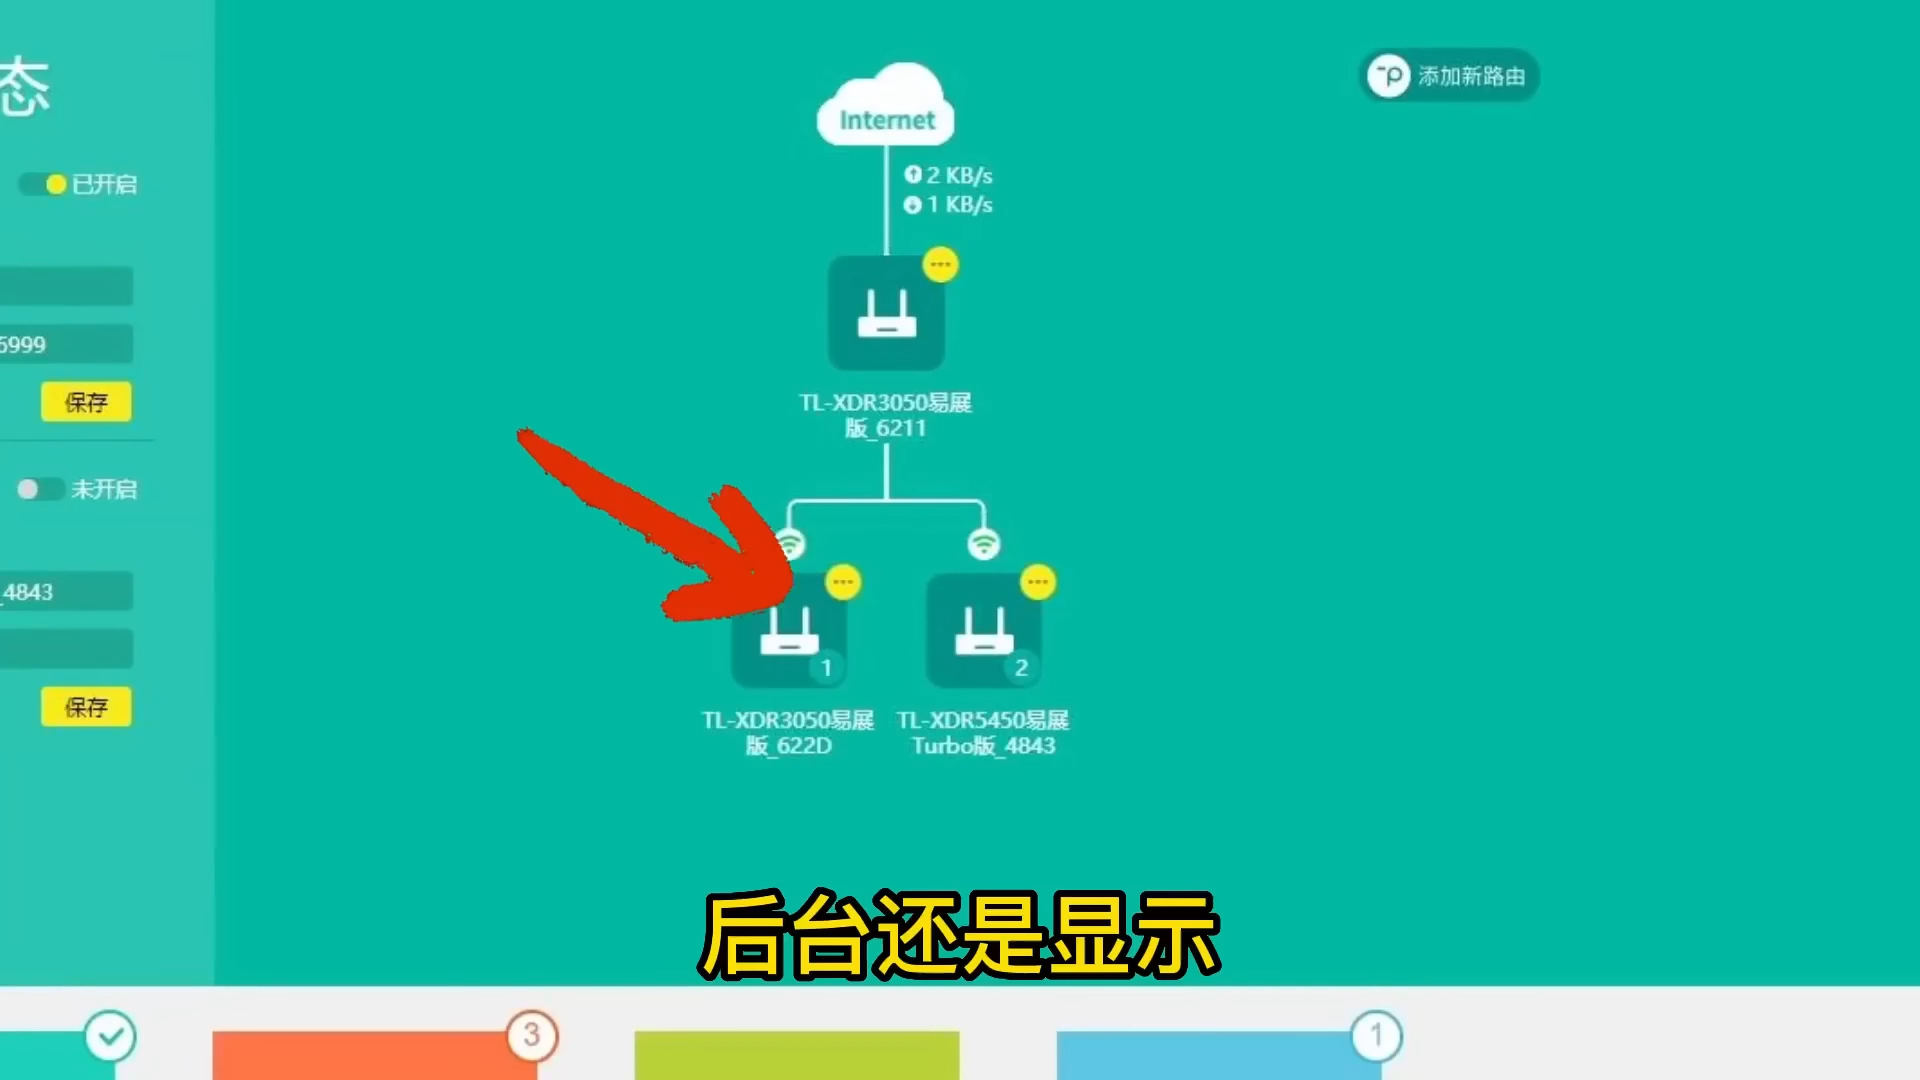 态
已开启
6999
保存
未开启
_4843
保存
Internet
2 KB/s
1 KB/s
添加新路由
TL-XDR3050易展
版_6211
1
2
TL-XDR3050易展
版_622D
TL-XDR5450易展
Turbo版_4843
后台还是显示
3
1